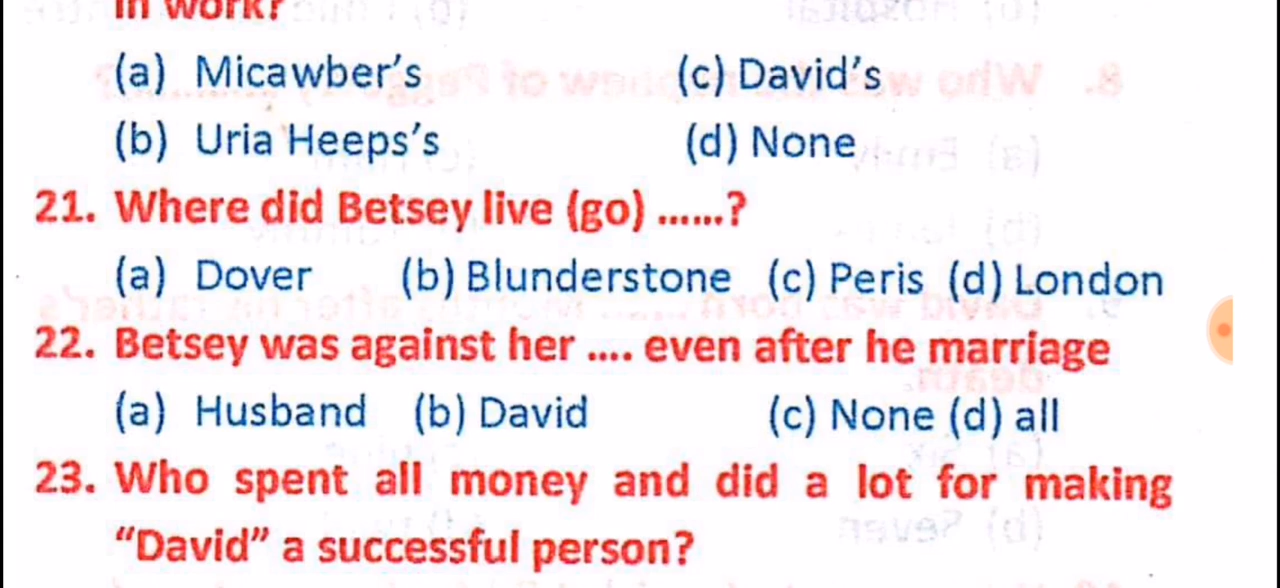 in work?
(a) Micawber's (c) David's
(b) Uria Heeps's (d) None
21. Where did Betsey live (go) ......?
(a) Dover (b) Blunderstone (c) Peris (d) London
22. Betsey was against her .... even after he marriage
(a) Husband (b) David (c) None (d) all
23. Who spent all money and did a lot for making
"David" a successful person?